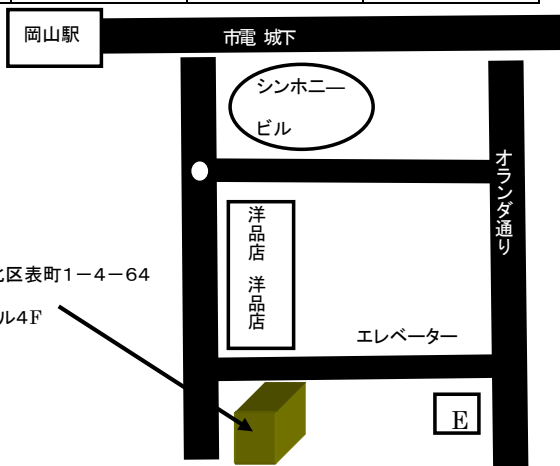 岡山駅
市電 城下
シンホニー
ビル
オランダ通り
洋品店 洋品店
区表町1-4-64
ル4F
エレベーター
E